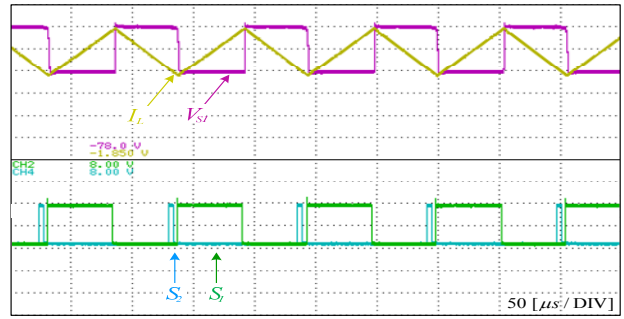 I_L
V_S1
-78.0 V
-1.850 V
CH2 8.00 V
CH4 8.00 V
S_2 S_1
50 [μs / DIV]